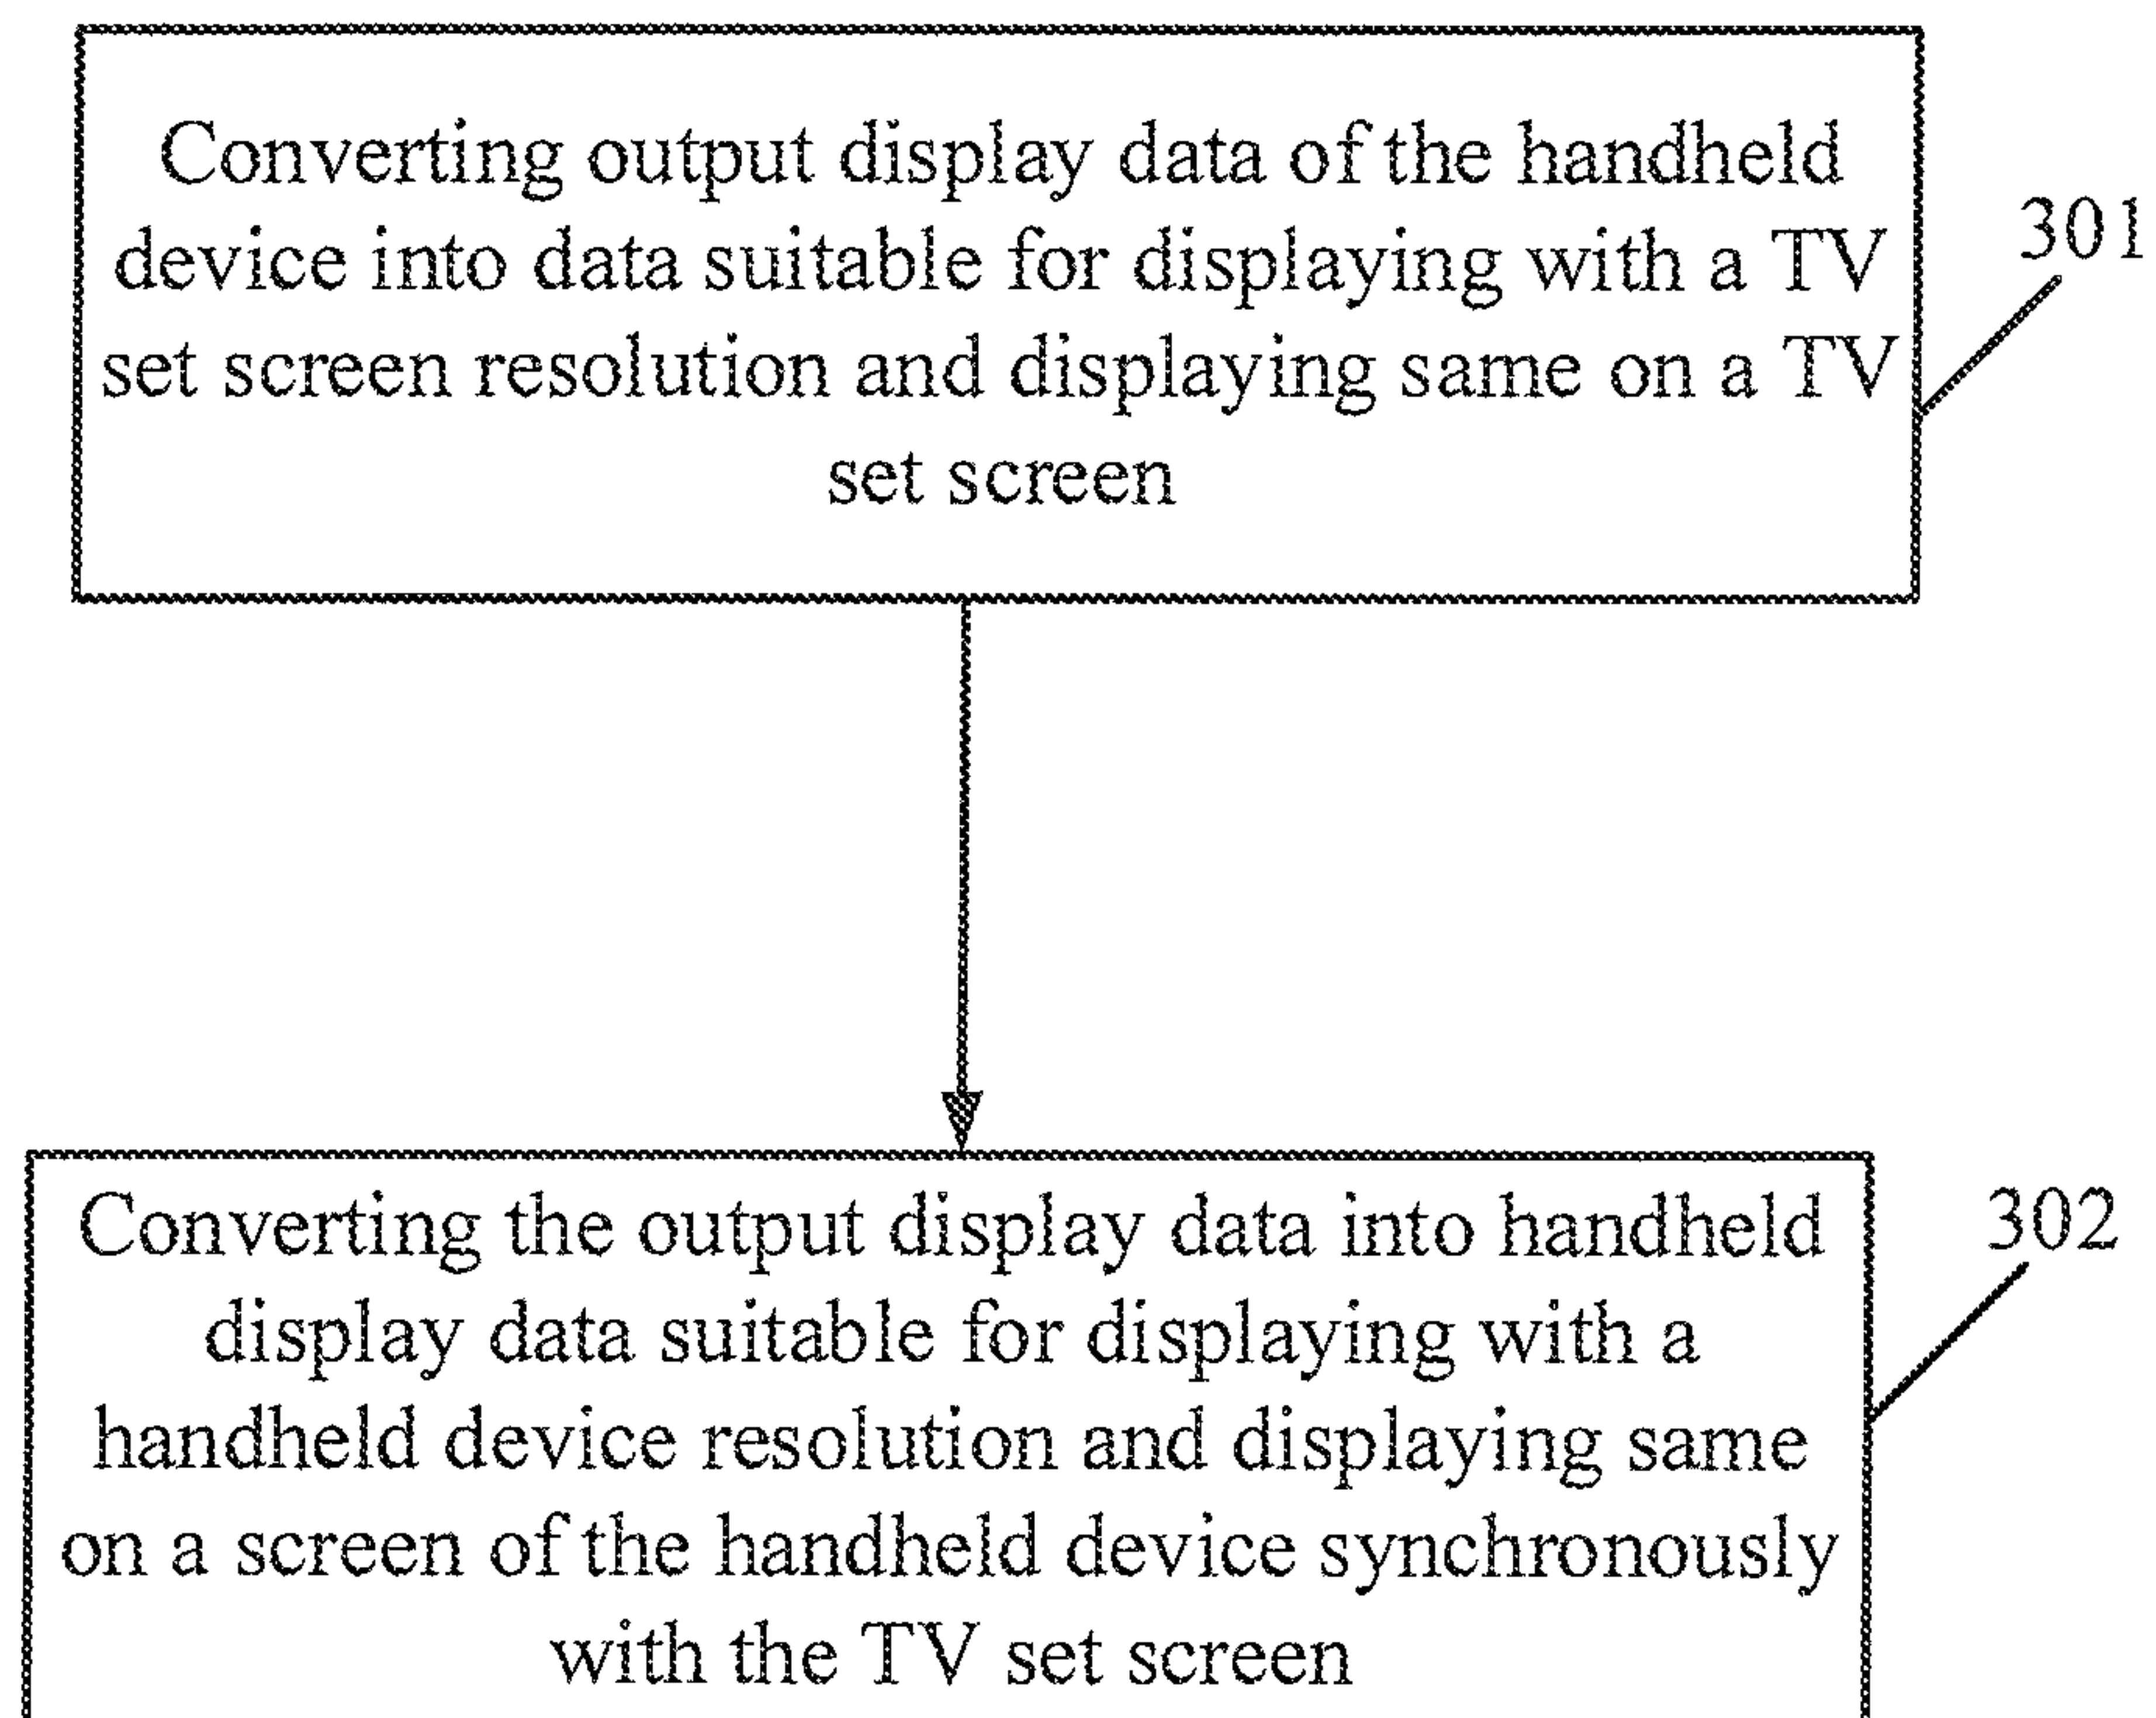 Converting output display data of the handheld
device into data suitable for displaying with a TV
set screen resolution and displaying same on a TV
set screen
301
Converting the output display data into handheld
display data suitable for displaying with a
handheld device resolution and displaying same
on a screen of the handheld device synchronously
with the TV set screen
302